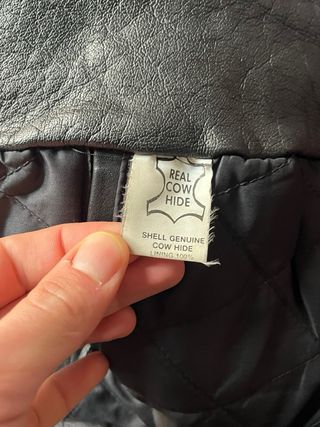 REAL
COW
HIDE
SHELL GENUINE
COW HIDE
LINING 100%